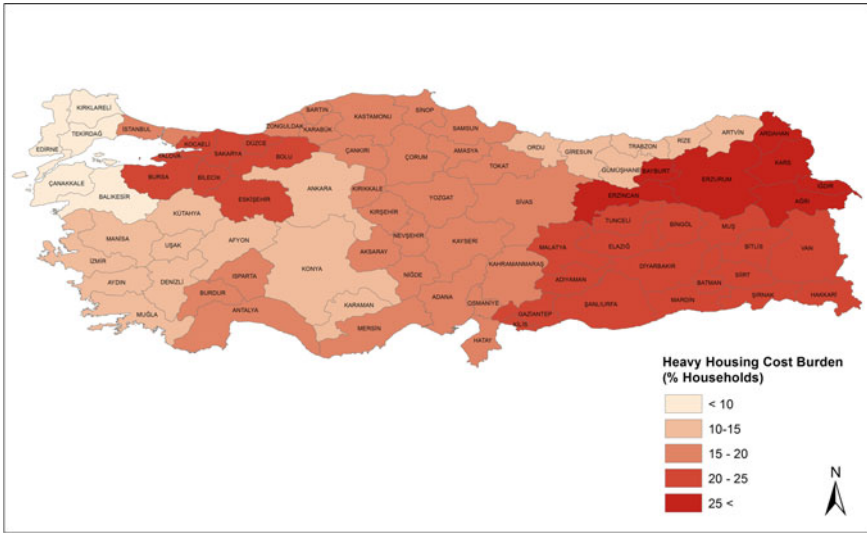 KIRKLARELİ
TEKİRDAĞ
EDİRNE
İSTANBUL
KOCAELİ
YALOVA
SAKARYA
DÜZCE
BOLU
ZONGULDAK
BARTIN
KARABÜK
KASTAMONU
SİNOP
SAMSUN
ÇANKIRI
ÇORUM
AMASYA
TOKAT
ORDU
GİRESUN
TRABZON
RİZE
ARTVİN
ARDAHAN
GÜMÜŞHANE
BAYBURT
KARS
ERZURUM
IĞDIR
AĞRI
ERZİNCAN
ÇANAKKALE
BALIKESİR
BURSA
BİLECİK
ESKİŞEHİR
KÜTAHYA
ANKARA
KIRIKKALE
KIRŞEHİR
YOZGAT
SİVAS
TUNCELİ
BİNGÖL
MUŞ
MANİSA
UŞAK
AFYON
İZMİR
AYDIN
DENİZLİ
MUĞLA
ISPARTA
BURDUR
ANTALYA
KONYA
KARAMAN
AKSARAY
NEVŞEHİR
NİĞDE
KAYSERİ
KAHRAMANMARAŞ
MALATYA
ELAZIĞ
BİTLİS
VAN
ADIYAMAN
DİYARBAKIR
BATMAN
SİİRT
ŞIRNAK
HAKKARİ
MARDİN
ŞANLIURFA
GAZİANTEP
KİLİS
MERSİN
ADANA
OSMANİYE
HATAY
Heavy Housing Cost Burden
(% Households)
< 10
10-15
15 - 20
20 - 25
25 <
N